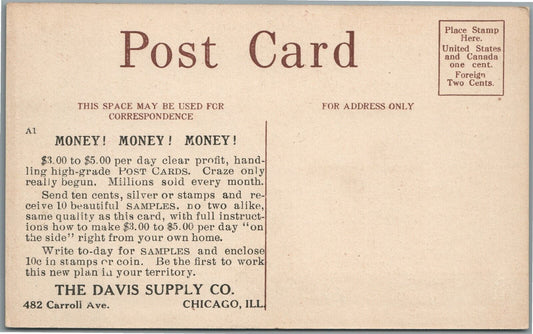 Post Card
Place Stamp
Here.
United States
and Canada
one cent.
Foreign
Two Cents.
THIS SPACE MAY BE USED FOR
CORRESPONDENCE
FOR ADDRESS ONLY
A1
MONEY! MONEY! MONEY!
$3.00 to $5.00 per day clear profit, hand-
ling high-grade POST CARDS. Craze only
really begun. Millions sold every month.
Send ten cents, silver or stamps and re-
ceive 10 beautiful SAMPLES, no two alike,
same quality as this card, with full instruct-
ions how to make $3.00 to $5.00 per day "on
the side" right from your own home.
Write to-day for SAMPLES and enclose
10c in stamps or coin. Be the first to work
this new plan in your territory.
THE DAVIS SUPPLY CO.
482 Carroll Ave. CHICAGO, ILL.